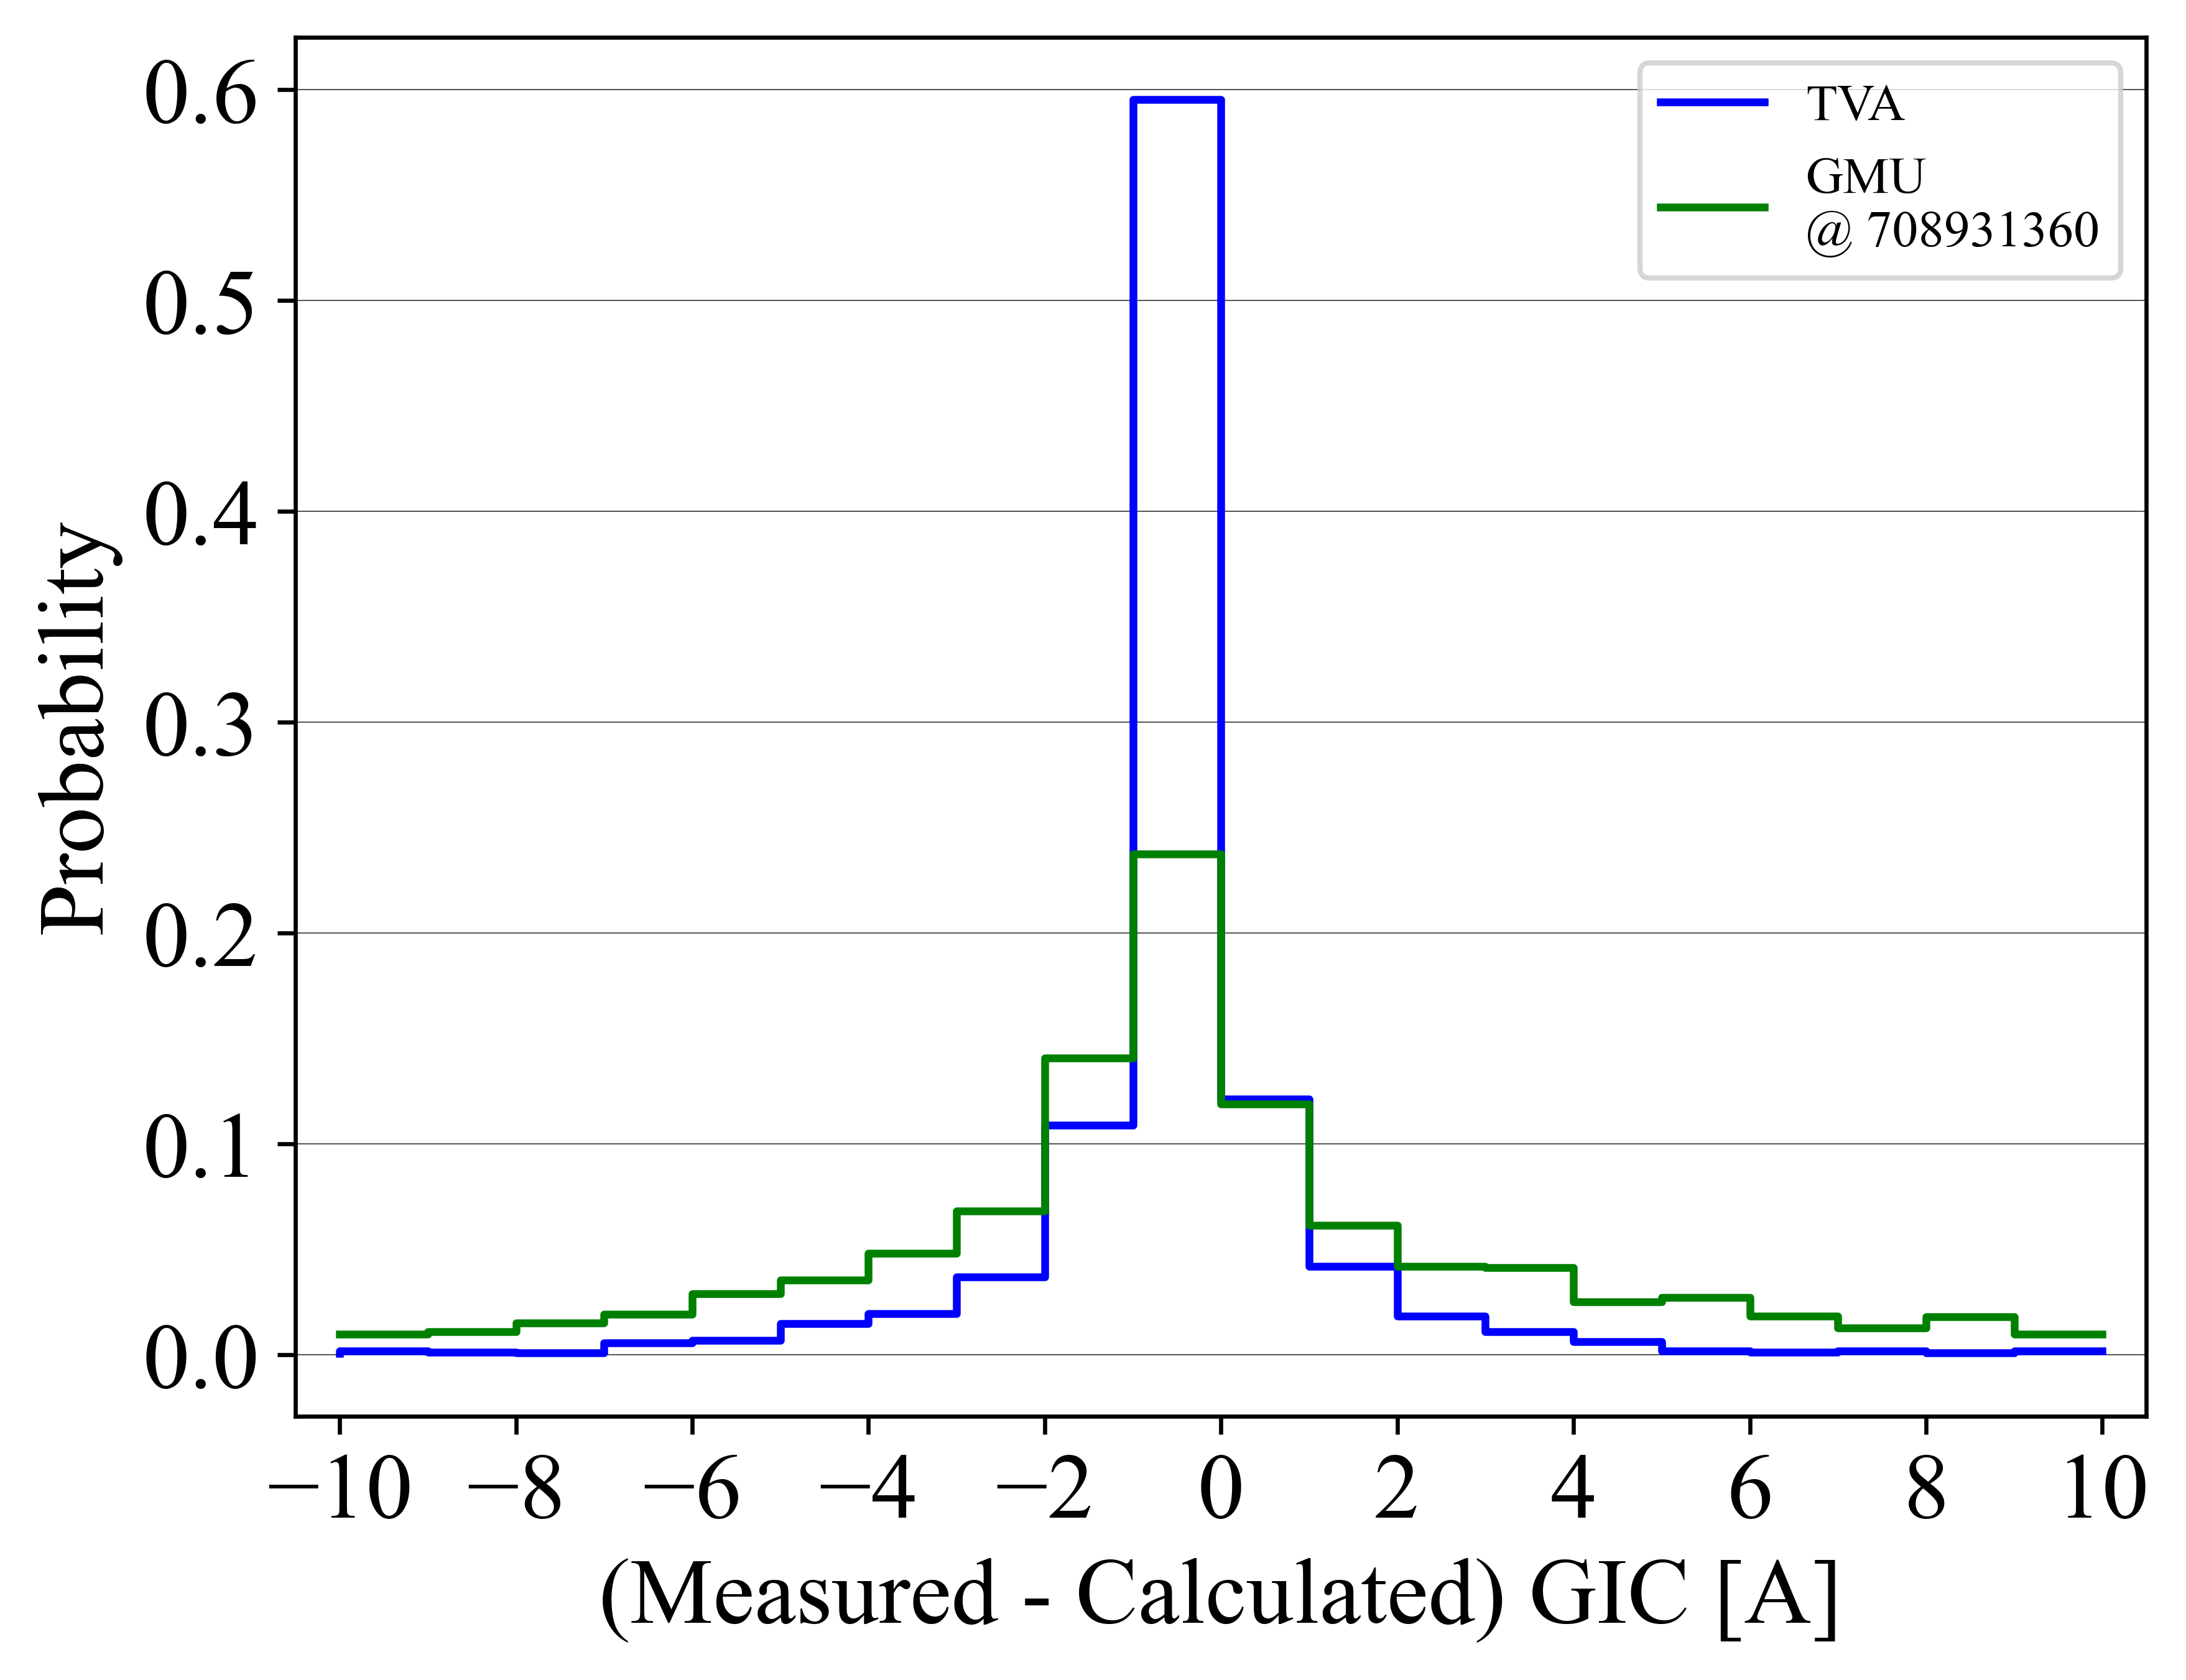 TVA
GMU
@ 708931360
0.6
0.5
0.4
0.3
0.2
0.1
0.0
Probability
−10 −8 −6 −4 −2 0 2 4 6 8 10
(Measured - Calculated) GIC [A]